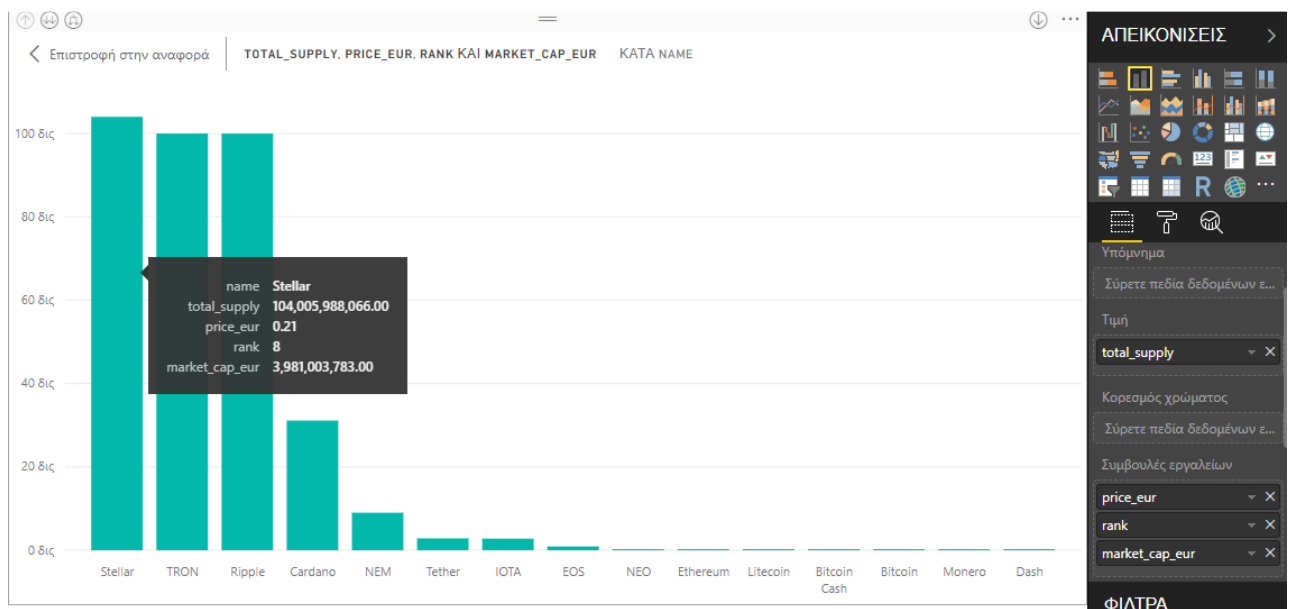 Επιστροφή στην αναφορά
TOTAL_SUPPLY, PRICE_EUR, RANK ΚΑΙ MARKET_CAP_EUR ΚΑΤΑ NAME
100 δις
80 δις
60 δις
40 δις
20 δις
0 δις
name Stellar
total_supply 104,005,988,066.00
price_eur 0.21
rank 8
market_cap_eur 3,981,003,783.00
Stellar TRON Ripple Cardano NEM Tether IOTA EOS NEO Ethereum Litecoin Bitcoin Cash Bitcoin Monero Dash
ΑΠΕΙΚΟΝΙΣΕΙΣ
123
R
Υπόμνημα
Σύρετε πεδία δεδομένων ε...
Τιμή
total_supply
Κορεσμός χρώματος
Σύρετε πεδία δεδομένων ε...
Συμβουλές εργαλείων
price_eur
rank
market_cap_eur
ΦΙΛΤΡΑ